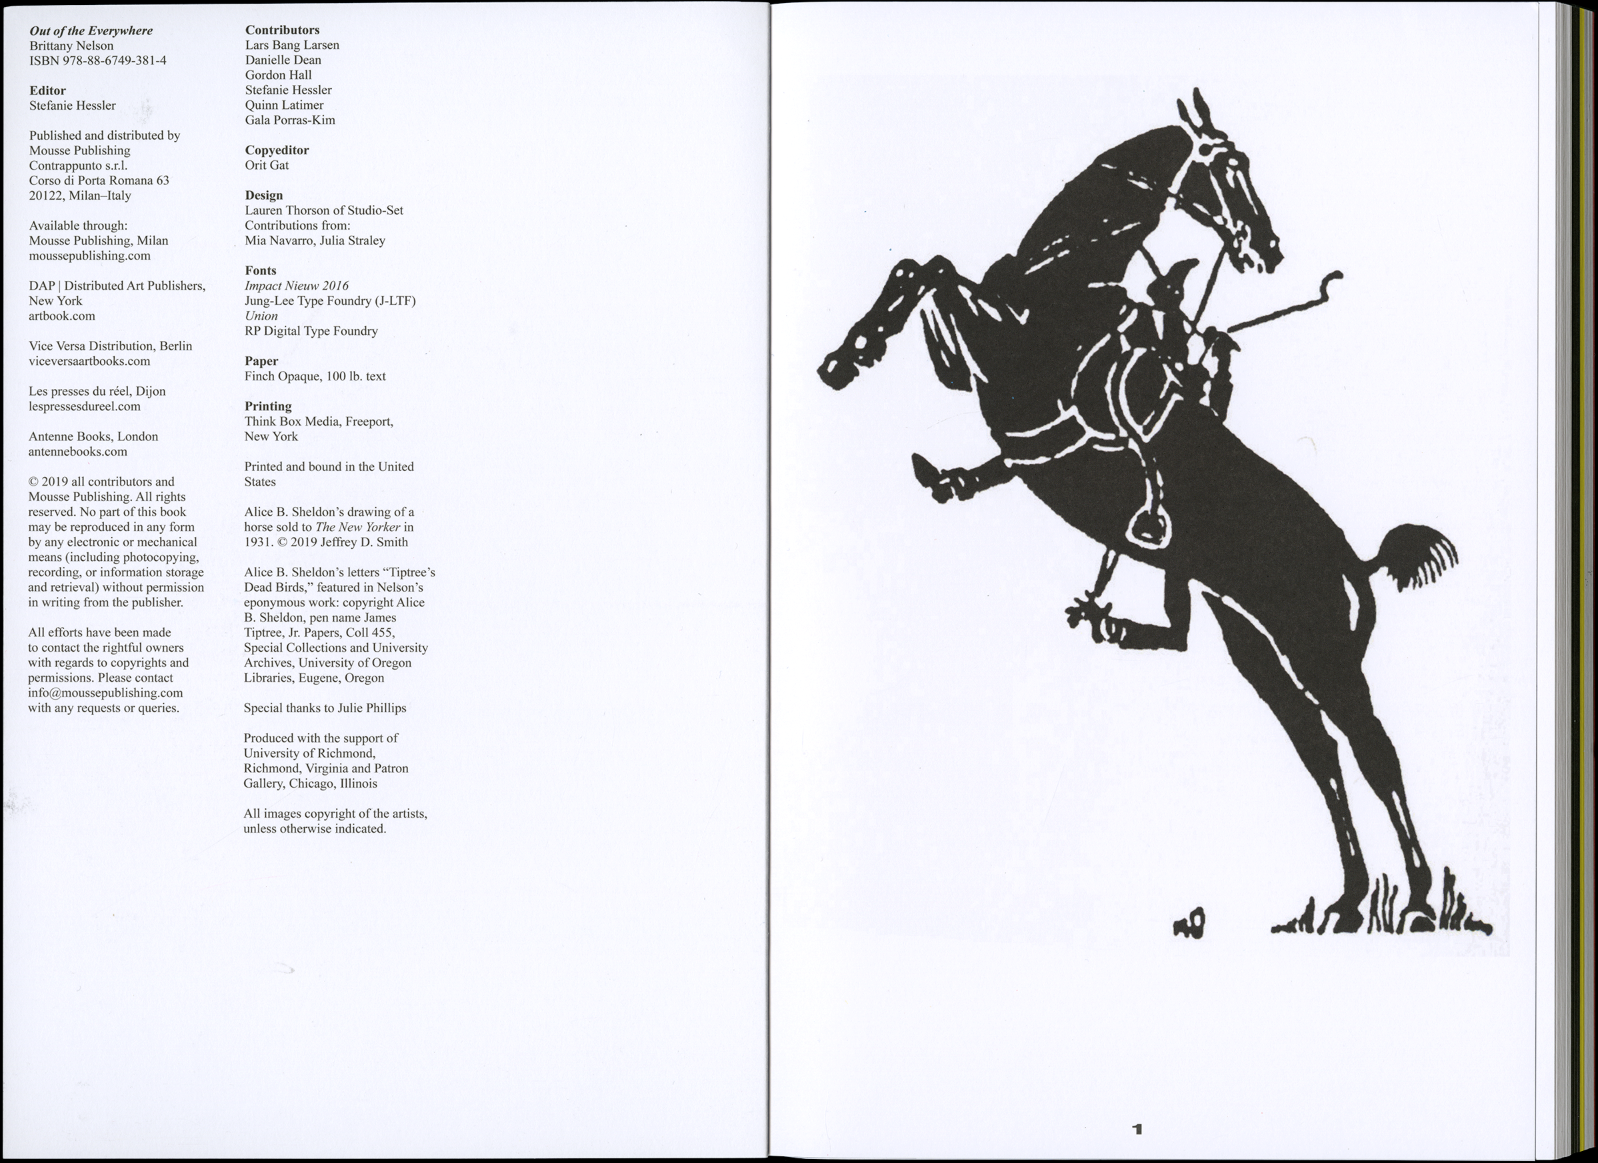 Out of the Everywhere
Brittany Nelson
ISBN 978-88-6749-381-4
Editor
Stefanie Hessler
Published and distributed by
Mousse Publishing
Contrappunto s.r.l.
Corso di Porta Romana 63
20122, Milan–Italy
Available through:
Mousse Publishing, Milan
moussepublishing.com
DAP | Distributed Art Publishers,
New York
artbook.com
Vice Versa Distribution, Berlin
viceversaartbooks.com
Les presses du réel, Dijon
lespressesdureel.com
Antenne Books, London
antennebooks.com
© 2019 all contributors and
Mousse Publishing. All rights
reserved. No part of this book
may be reproduced in any form
by any electronic or mechanical
means (including photocopying,
recording, or information storage
and retrieval) without permission
in writing from the publisher.
All efforts have been made
to contact the rightful owners
with regards to copyrights and
permissions. Please contact
info@moussepublishing.com
with any requests or queries.
Contributors
Lars Bang Larsen
Danielle Dean
Gordon Hall
Stefanie Hessler
Quinn Latimer
Gala Porras-Kim
Copyeditor
Orit Gat
Design
Lauren Thorson of Studio-Set
Contributions from:
Mia Navarro, Julia Straley
Fonts
Impact Nieuw 2016
Jung-Lee Type Foundry (J-LTF)
Union
RP Digital Type Foundry
Paper
Finch Opaque, 100 lb. text
Printing
Think Box Media, Freeport,
New York
Printed and bound in the United
States
Alice B. Sheldon’s drawing of a
horse sold to The New Yorker in
1931. © 2019 Jeffrey D. Smith
Alice B. Sheldon’s letters “Tiptree’s
Dead Birds,” featured in Nelson’s
eponymous work: copyright Alice
B. Sheldon, pen name James
Tiptree, Jr. Papers, Coll 455,
Special Collections and University
Archives, University of Oregon
Libraries, Eugene, Oregon
Special thanks to Julie Phillips
Produced with the support of
University of Richmond,
Richmond, Virginia and Patron
Gallery, Chicago, Illinois
All images copyright of the artists,
unless otherwise indicated.
1